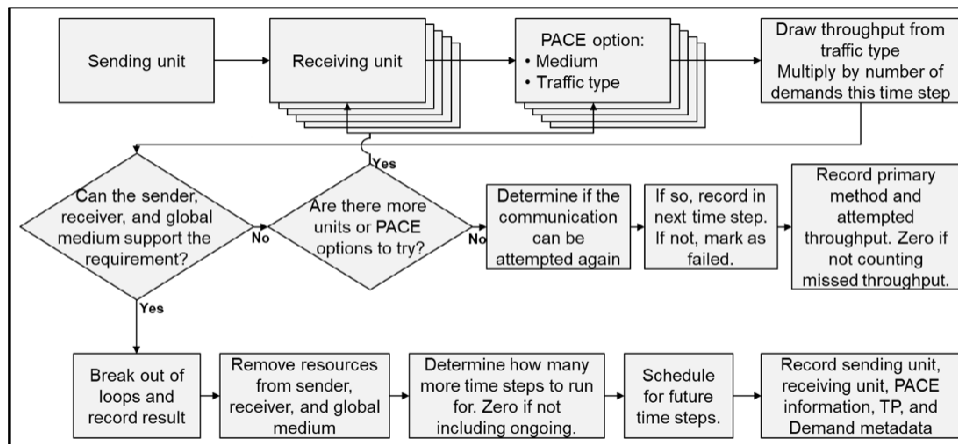 Sending unit
Receiving unit
PACE option:
• Medium
• Traffic type
Draw throughput from
traffic type
Multiply by number of
demands this time step
Can the sender,
receiver, and global
medium support the
requirement?
No
Yes
Are there more
units or PACE
options to try?
Yes
No
Determine if the
communication
can be
attempted again
If so, record in
next time step.
If not, mark as
failed.
Record primary
method and
attempted
throughput. Zero if
not counting
missed throughput.
Break out of
loops and
record result
Remove resources
from sender,
receiver, and global
medium
Determine how many
more time steps to run
for. Zero if not
including ongoing.
Schedule
for future
time steps.
Record sending unit,
receiving unit, PACE
information, TP, and
Demand metadata